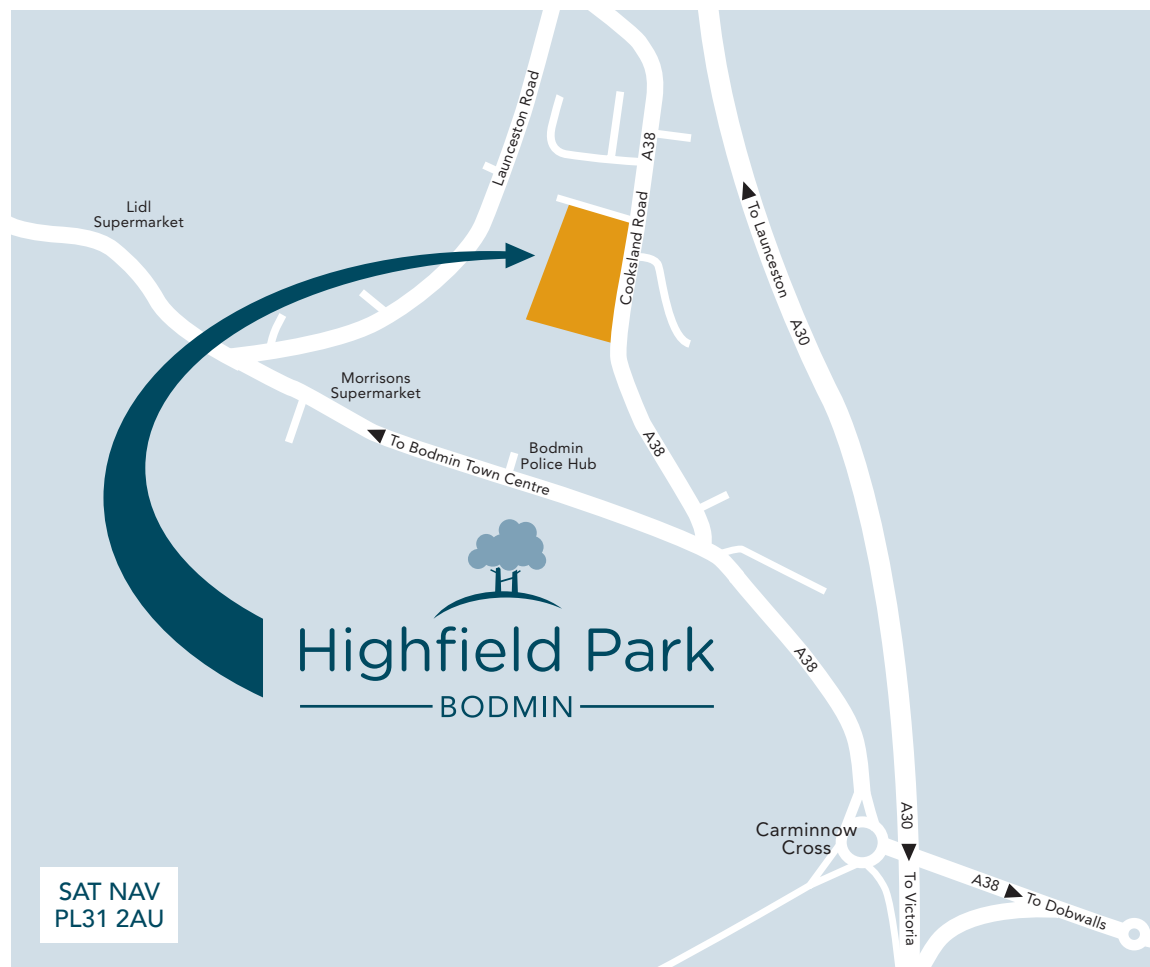 Launceston Road
A38
Lidl
Supermarket
Cooksland Road
To Launceston
A30
Morrisons
Supermarket
To Bodmin Town Centre
Bodmin
Police Hub
A38
Highfield Park
BODMIN
A38
Carminnow
Cross
A30
To Victoria
A38
To Dobwalls
SAT NAV
PL31 2AU